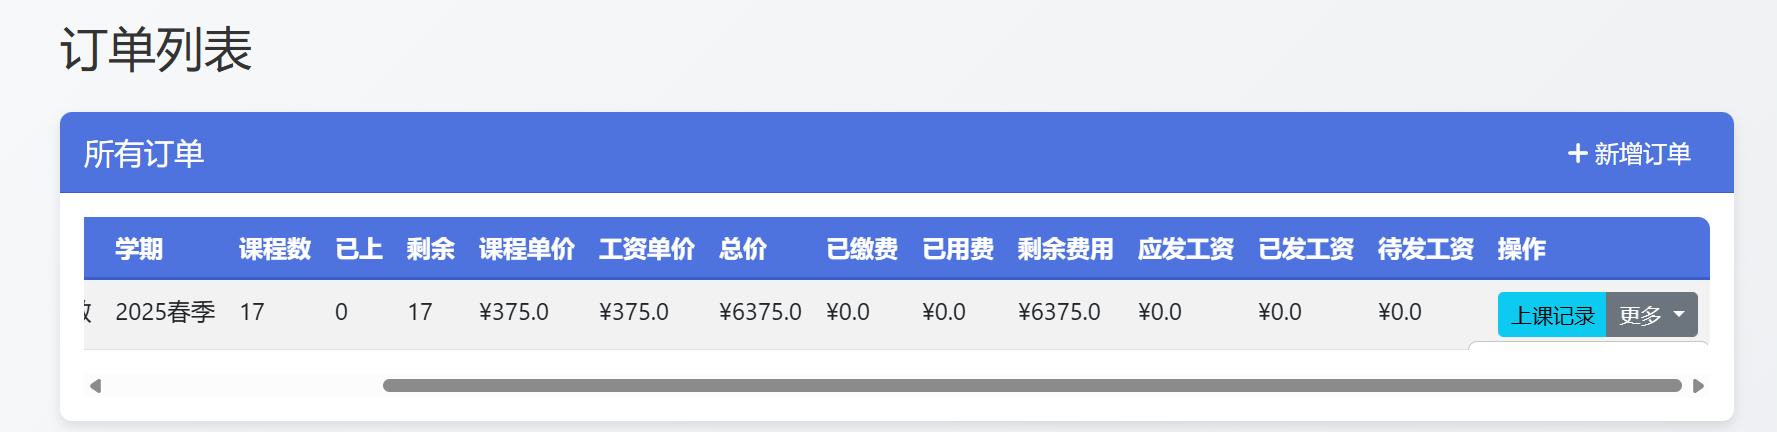 订单列表
所有订单
+ 新增订单
学期 课程数 已上 剩余 课程单价 工资单价 总价 已缴费 已用费 剩余费用 应发工资 已发工资 待发工资 操作
2025春季 17 0 17 ¥375.0 ¥375.0 ¥6375.0 ¥0.0 ¥0.0 ¥6375.0 ¥0.0 ¥0.0 ¥0.0 上课记录 更多